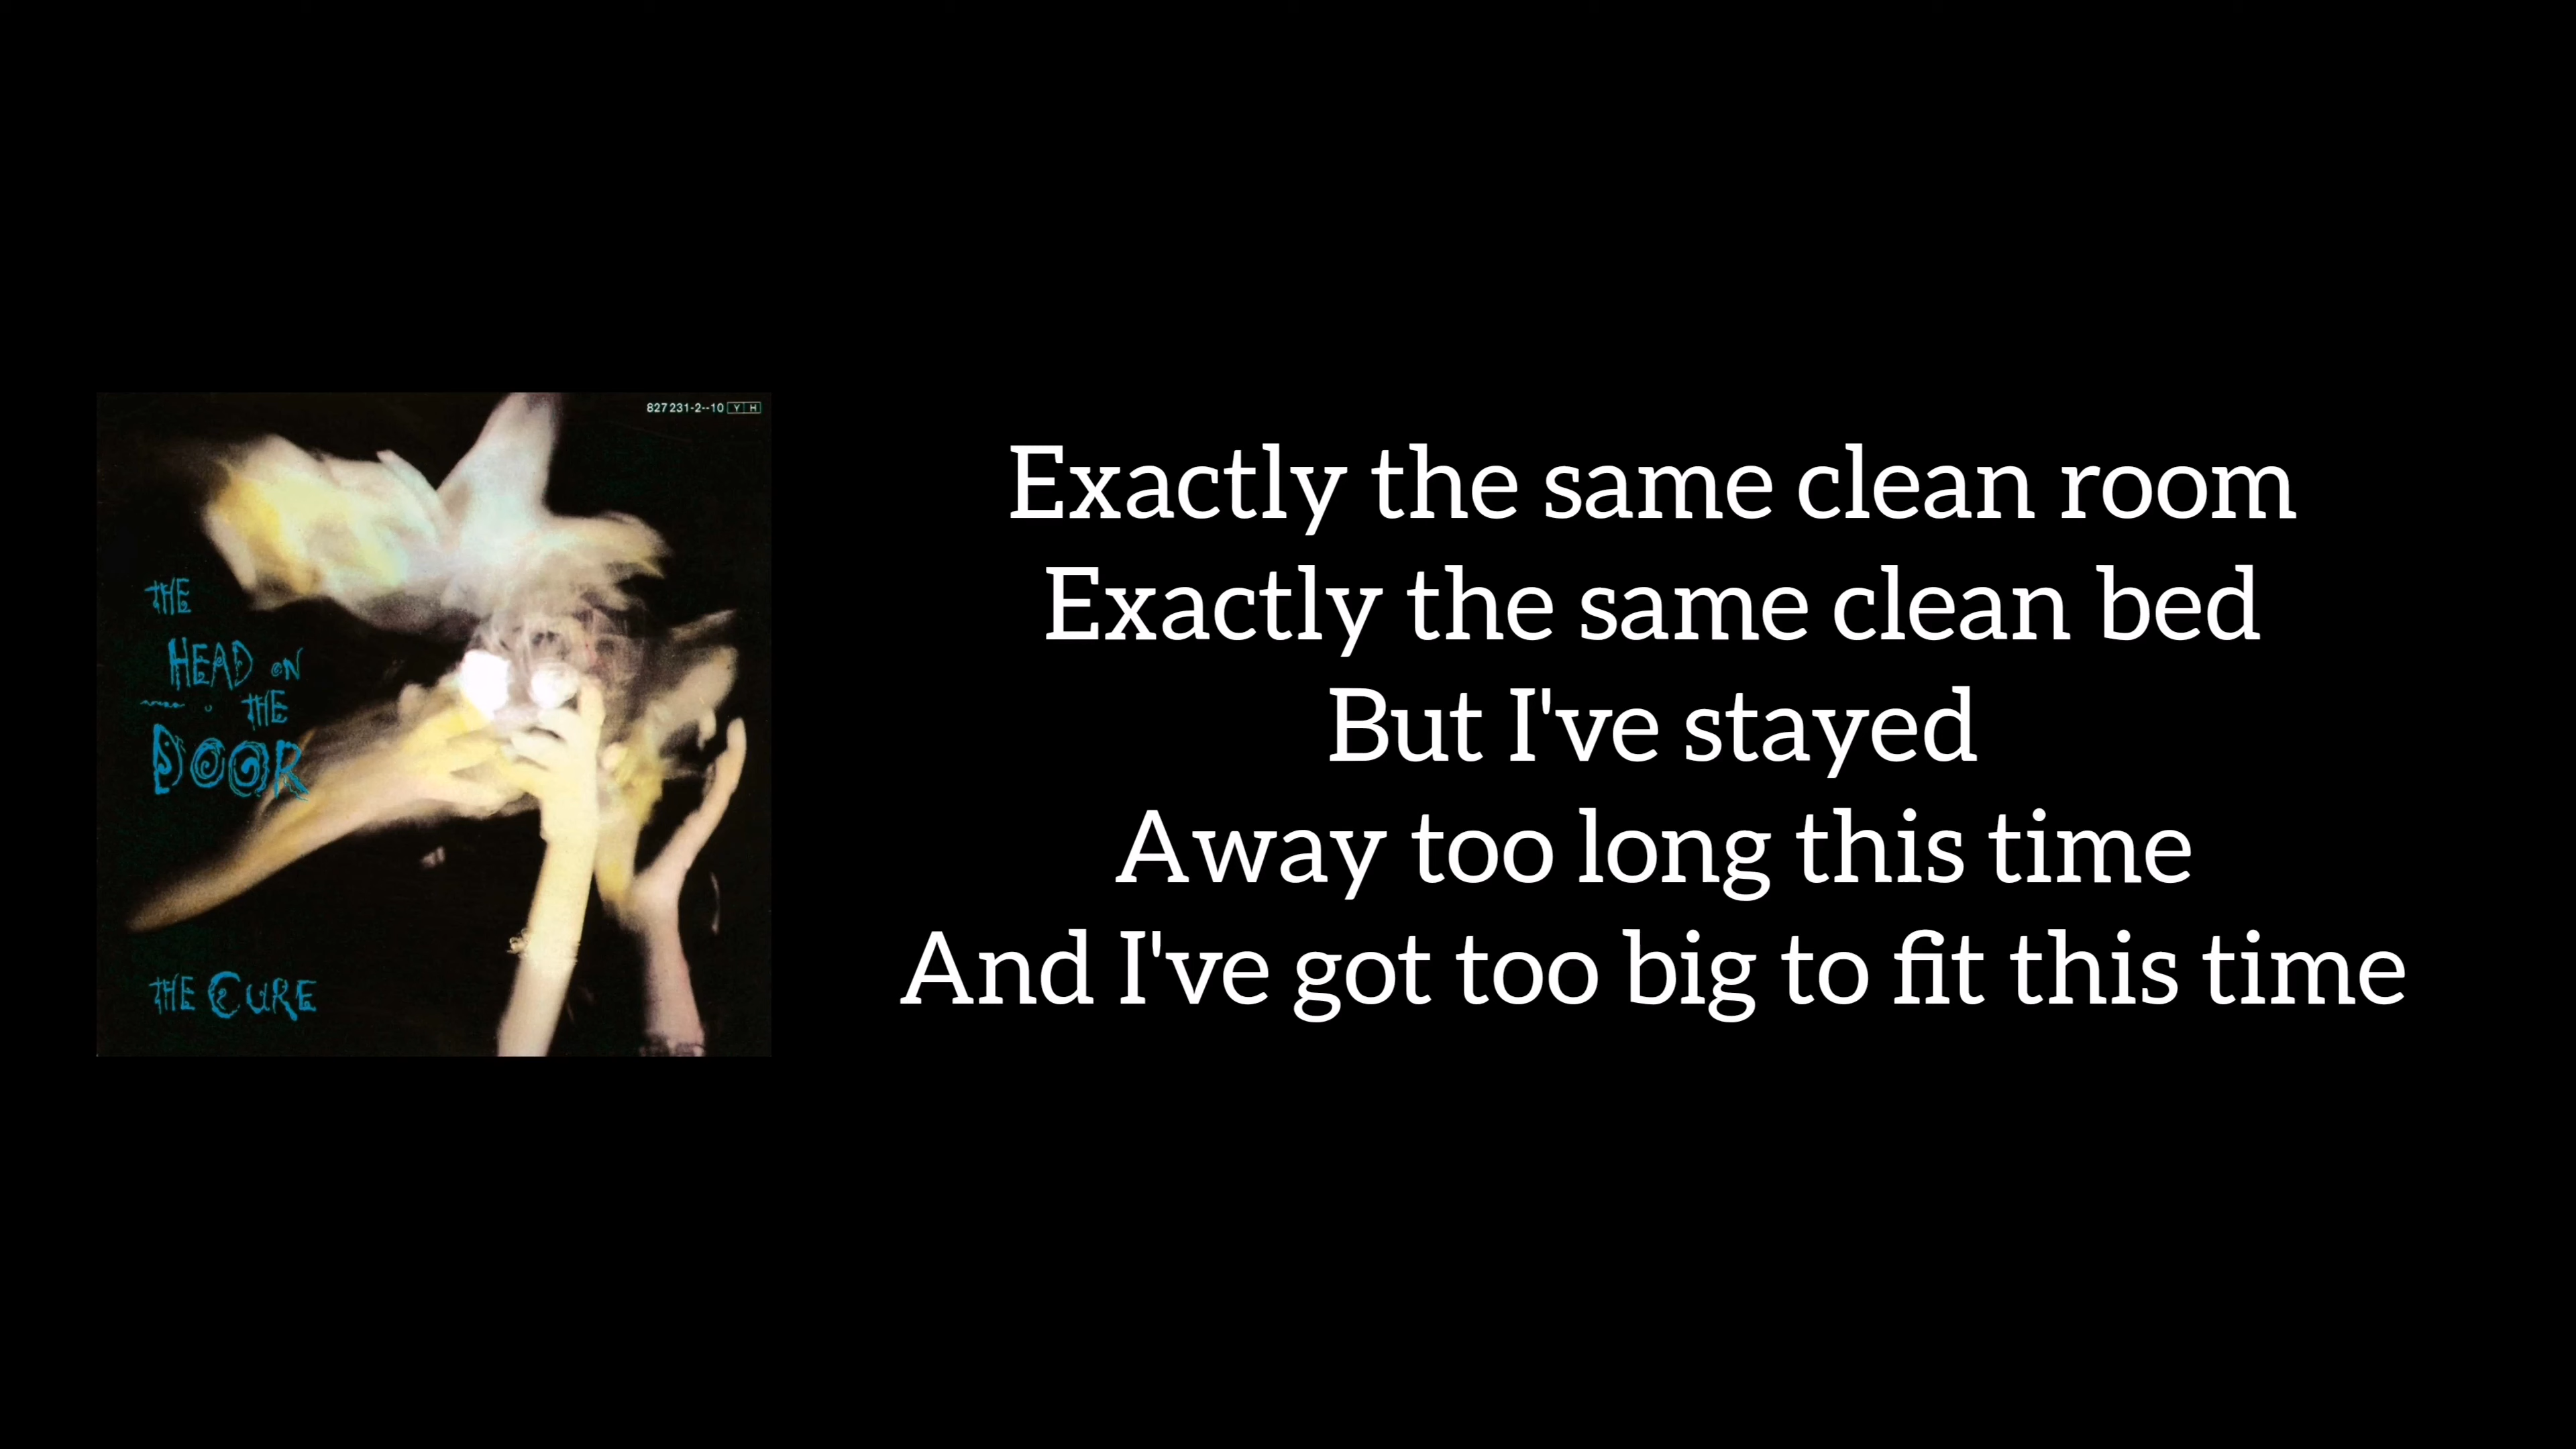 827 231-2--10 Y H
THE
HEAD ON
THE
DOOR
THE CURE
Exactly the same clean room
Exactly the same clean bed
But I've stayed
Away too long this time
And I've got too big to fit this time